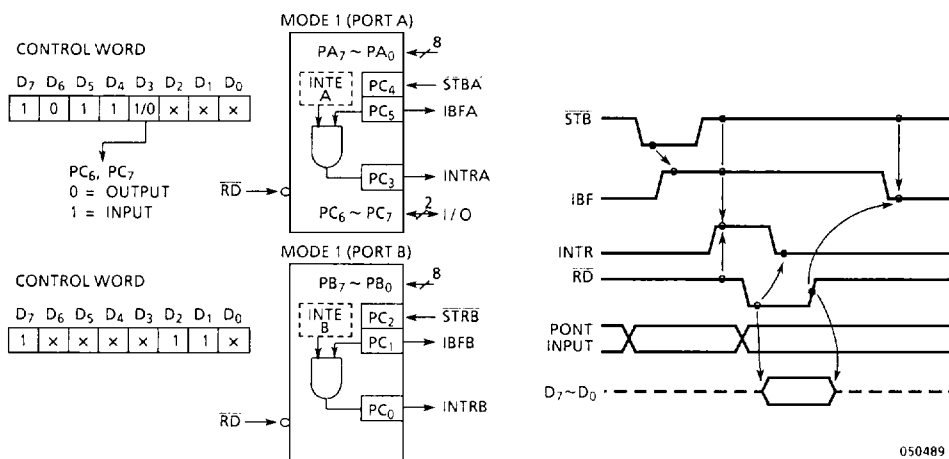 MODE 1 (PORT A)
CONTROL WORD
D7 D6 D5 D4 D3 D2 D1 D0
1 0 1 1 1/0 × × ×
PC6, PC7
0 = OUTPUT
1 = INPUT
PA7 ~ PA0
8
INTE
A
PC4
STBA
PC5
IBFA
PC3
INTRA
RD
PC6 ~ PC7
2
I/O
MODE 1 (PORT B)
CONTROL WORD
D7 D6 D5 D4 D3 D2 D1 D0
1 × × × × 1 1 ×
PB7 ~ PB0
8
INTE
B
PC2
STRB
PC1
IBFB
PC0
INTRB
RD
STB
IBF
INTR
RD
PONT
INPUT
D7~D0
050489